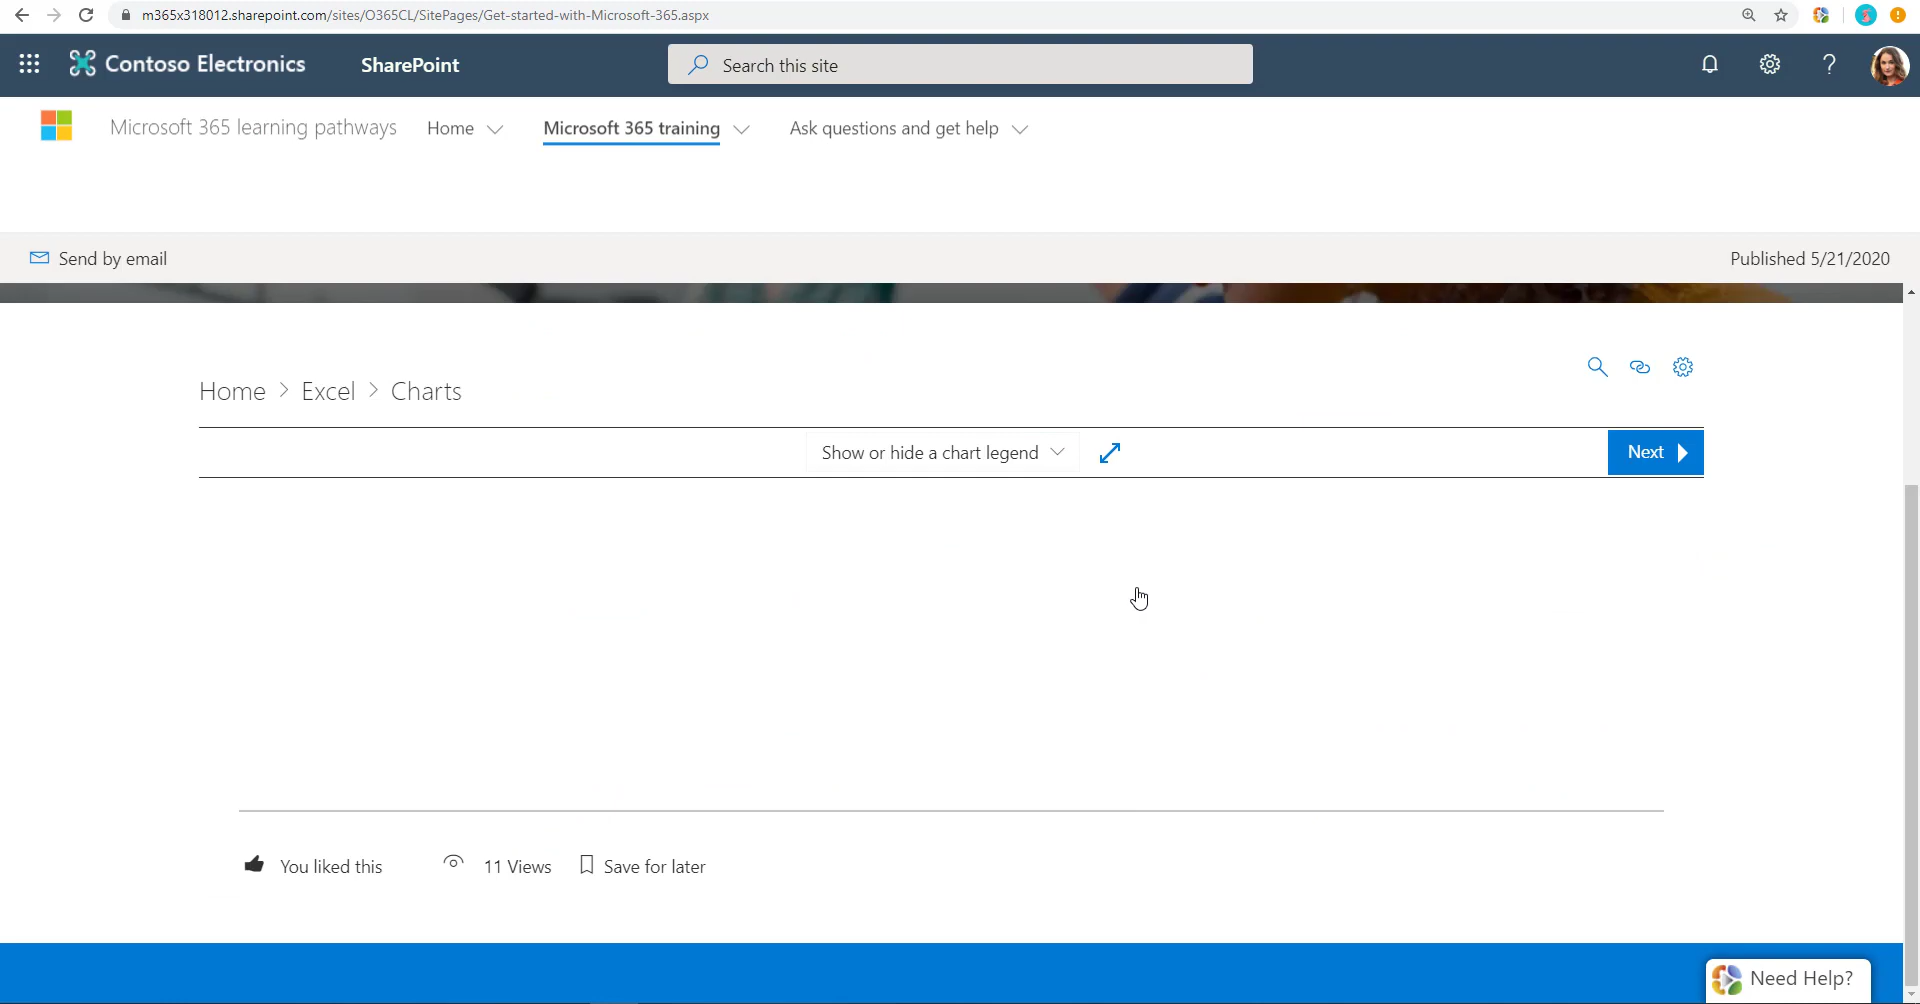 m365x318012.sharepoint.com/sites/O365CL/SitePages/Get-started-with-Microsoft-365.aspx
Contoso Electronics SharePoint Search this site
Microsoft 365 learning pathways Home Microsoft 365 training Ask questions and get help
Send by email Published 5/21/2020
Home > Excel > Charts
Show or hide a chart legend Next
You liked this 11 Views Save for later
Need Help?